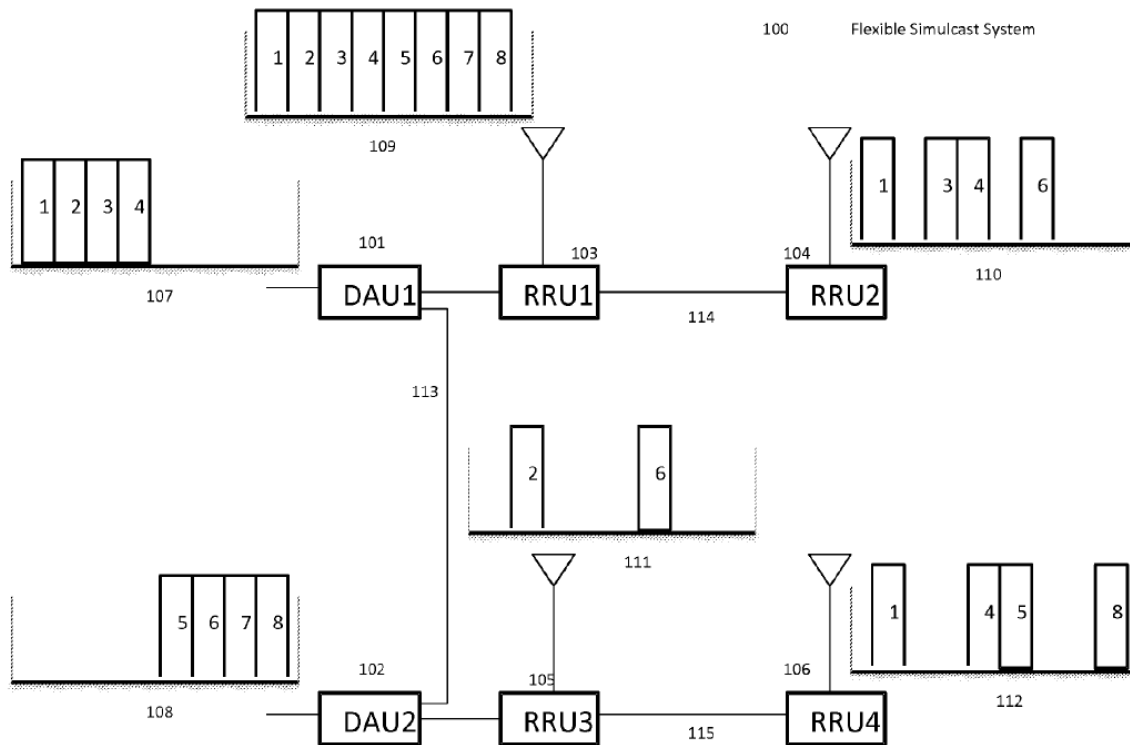 100 Flexible Simulcast System
1 2 3 4 5 6 7 8
109
1 2 3 4
107
101
103
104
1 3 4 6
110
DAU1
RRU1
RRU2
114
113
2 6
111
5 6 7 8
108
102
105
106
1 4 5 8
112
DAU2
RRU3
RRU4
115